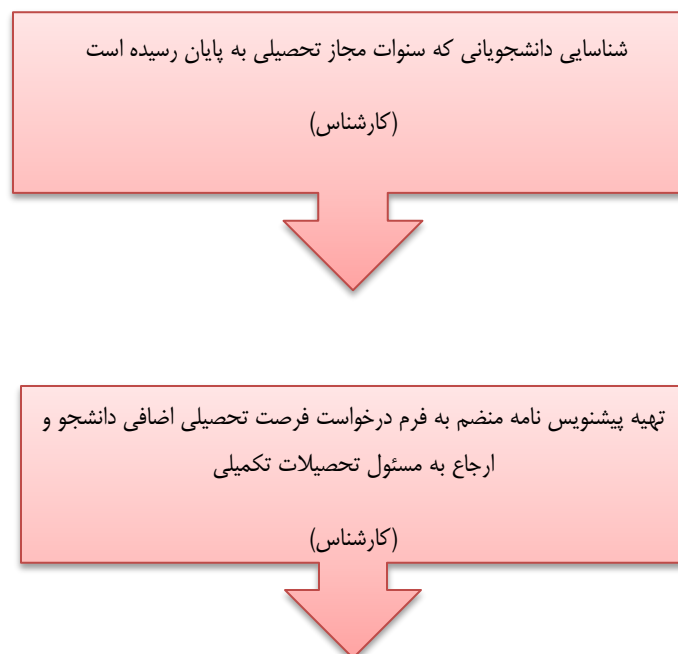 شناسایی دانشجویانی که سنوات مجاز تحصیلی به پایان رسیده است
(کارشناس)
تهیه پیشنویس نامه منضم به فرم درخواست فرصت تحصیلی اضافی دانشجو و
ارجاع به مسئول تحصیلات تکمیلی
(کارشناس)